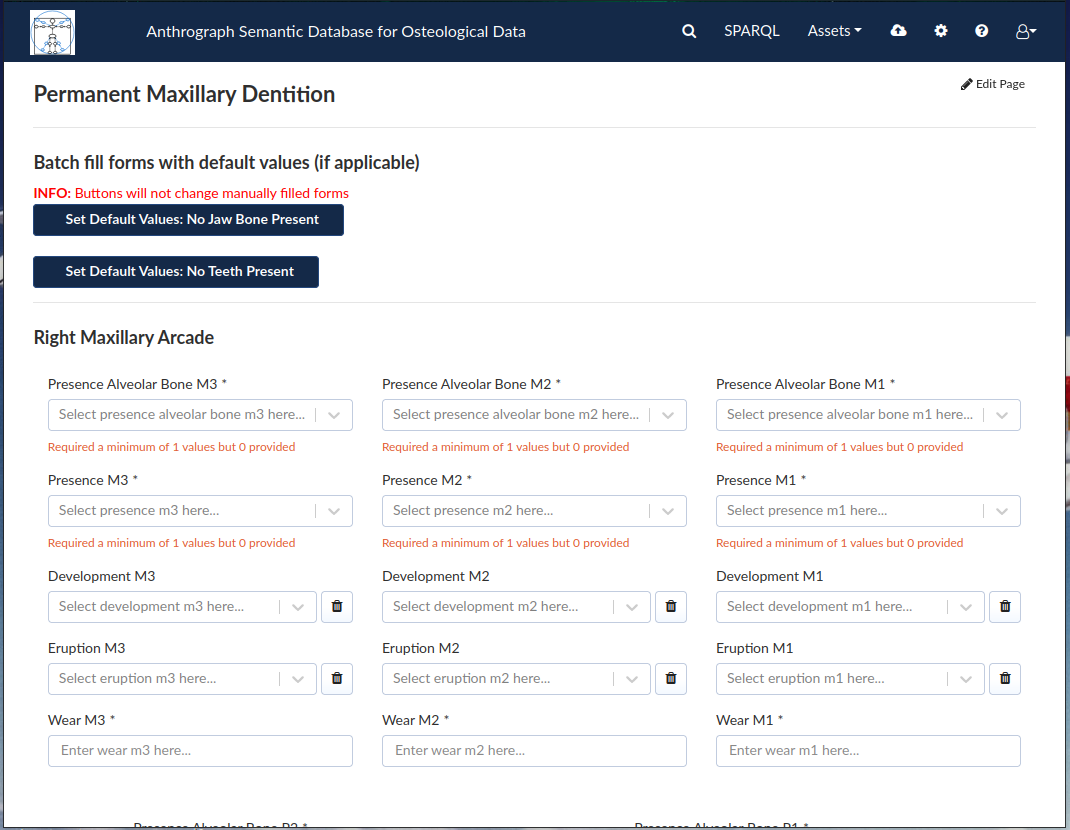 Anthrograph Semantic Database for Osteological Data SPARQL Assets
Permanent Maxillary Dentition Edit Page
Batch fill forms with default values (if applicable)
INFO: Buttons will not change manually filled forms
Set Default Values: No Jaw Bone Present
Set Default Values: No Teeth Present
Right Maxillary Arcade
Presence Alveolar Bone M3 * Presence Alveolar Bone M2 * Presence Alveolar Bone M1 *
Select presence alveolar bone m3 here... Select presence alveolar bone m2 here... Select presence alveolar bone m1 here...
Required a minimum of 1 values but 0 provided Required a minimum of 1 values but 0 provided Required a minimum of 1 values but 0 provided
Presence M3 * Presence M2 * Presence M1 *
Select presence m3 here... Select presence m2 here... Select presence m1 here...
Required a minimum of 1 values but 0 provided Required a minimum of 1 values but 0 provided Required a minimum of 1 values but 0 provided
Development M3 Development M2 Development M1
Select development m3 here... Select development m2 here... Select development m1 here...
Eruption M3 Eruption M2 Eruption M1
Select eruption m3 here... Select eruption m2 here... Select eruption m1 here...
Wear M3 * Wear M2 * Wear M1 *
Enter wear m3 here... Enter wear m2 here... Enter wear m1 here...
Presence Alveolar Bone P2 * Presence Alveolar Bone P1 *